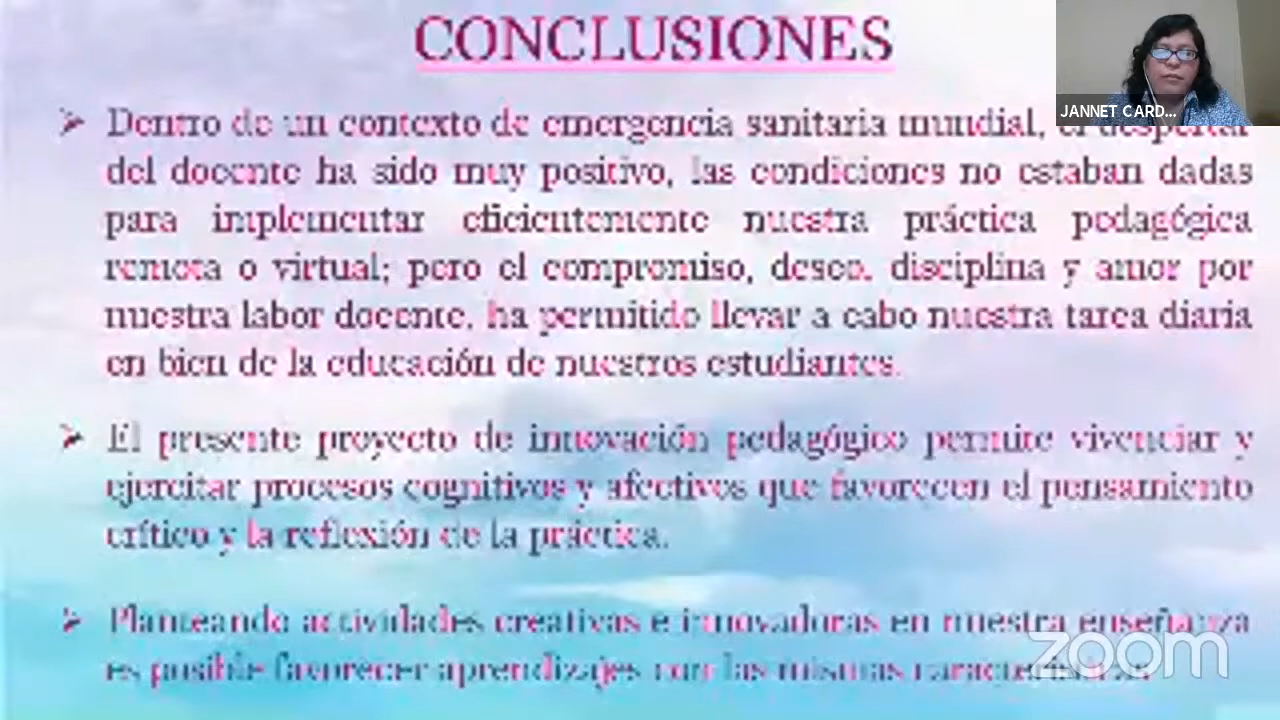 CONCLUSIONES
JANNET CARD...
➢ Dentro de un contexto de emergencia sanitaria mundial, el despertar
del docente ha sido muy positivo, las condiciones no estaban dadas
para implementar eficientemente nuestra práctica pedagógica
remota o virtual; pero el compromiso, deseo, disciplina y amor por
nuestra labor docente, ha permitido llevar a cabo nuestra tarea diaria
en bien de la educación de nuestros estudiantes.
➢ El presente proyecto de innovación pedagógico permite vivenciar y
ejercitar procesos cognitivos y afectivos que favorecen el pensamiento
crítico y la reflexión de la práctica.
➢ Planteando actividades creativas e innovadoras en nuestra enseñanza
es posible favorecer aprendizajes con las mismas
zoom